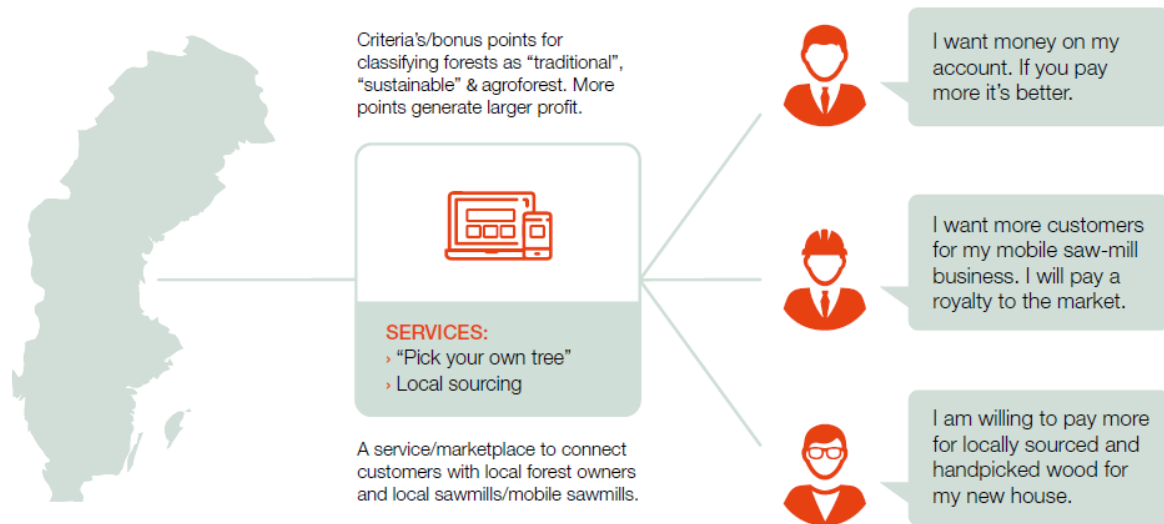 Criteria's/bonus points for
classifying forests as “traditional”,
“sustainable” & agroforest. More
points generate larger profit.
SERVICES:
› “Pick your own tree”
› Local sourcing
A service/marketplace to connect
customers with local forest owners
and local sawmills/mobile sawmills.
I want money on my
account. If you pay
more it's better.
I want more customers
for my mobile saw-mill
business. I will pay a
royalty to the market.
I am willing to pay more
for locally sourced and
handpicked wood for
my new house.